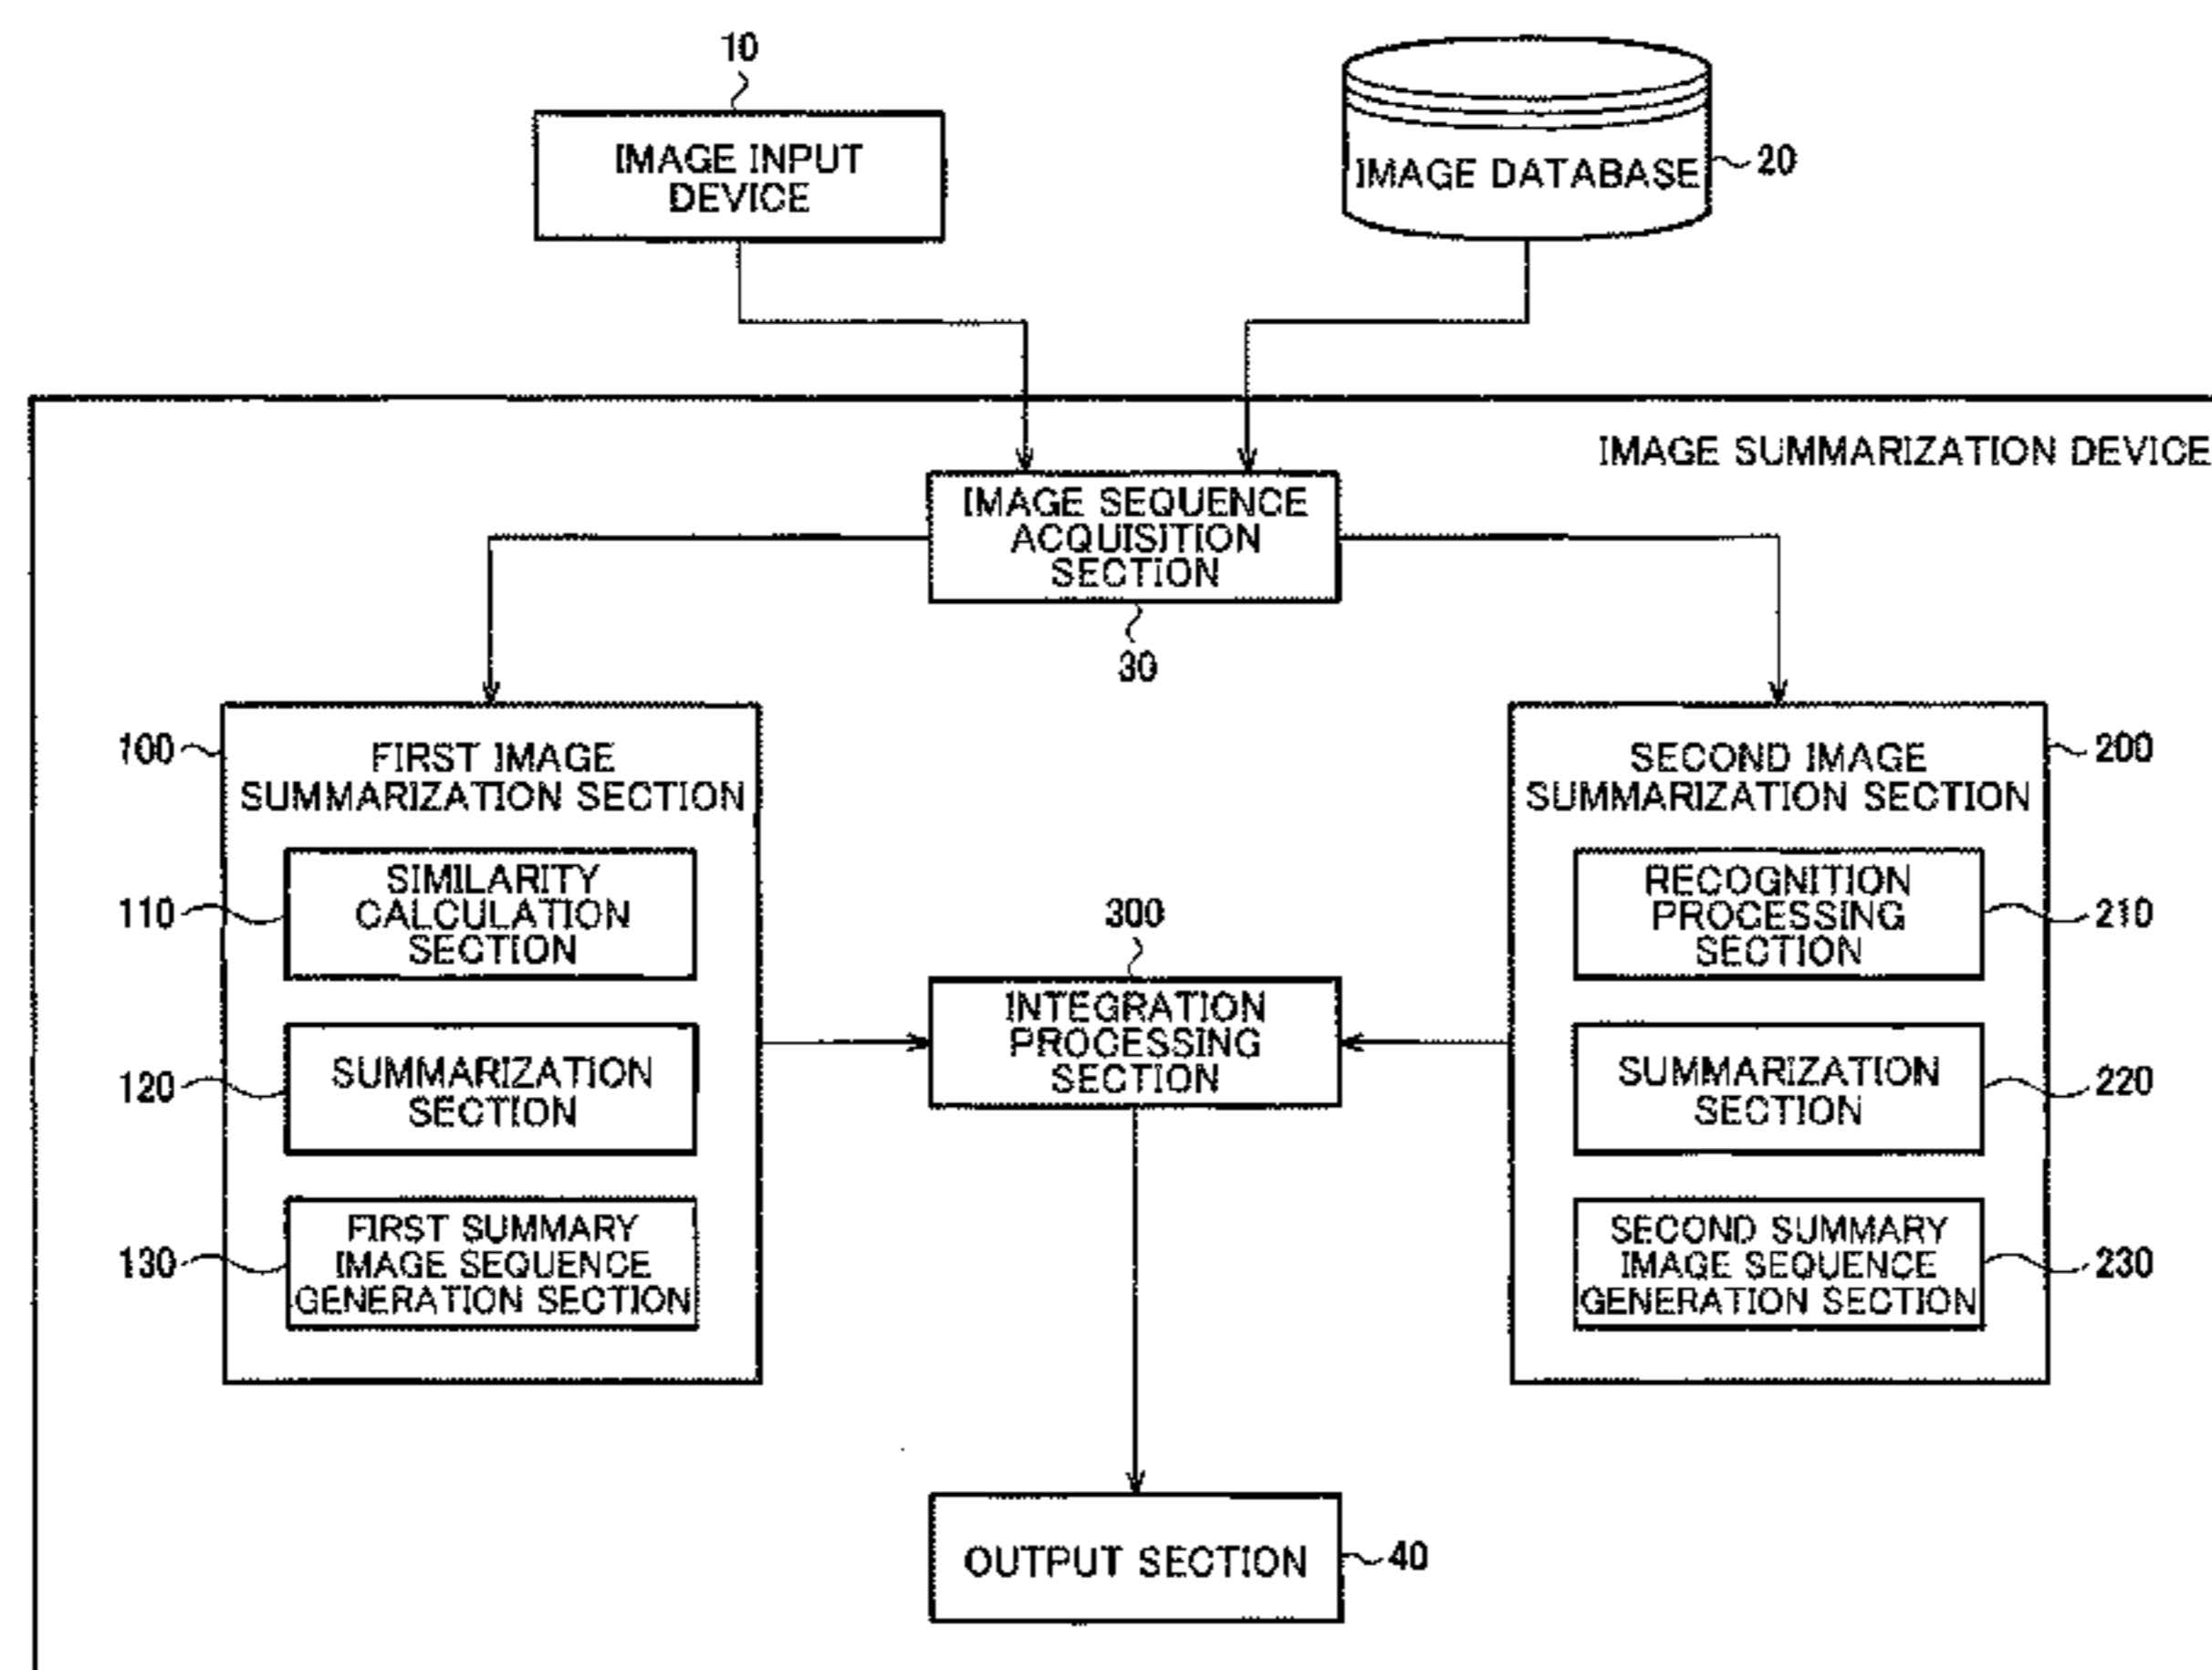 10
IMAGE INPUT
DEVICE
IMAGE DATABASE
20
IMAGE SUMMARIZATION DEVICE
IMAGE SEQUENCE
ACQUISITION
SECTION
30
100
FIRST IMAGE
SUMMARIZATION SECTION
110
SIMILARITY
CALCULATION
SECTION
120
SUMMARIZATION
SECTION
130
FIRST SUMMARY
IMAGE SEQUENCE
GENERATION SECTION
300
INTEGRATION
PROCESSING
SECTION
SECOND IMAGE
SUMMARIZATION SECTION
200
RECOGNITION
PROCESSING
SECTION
210
SUMMARIZATION
SECTION
220
SECOND SUMMARY
IMAGE SEQUENCE
GENERATION SECTION
230
OUTPUT SECTION
40